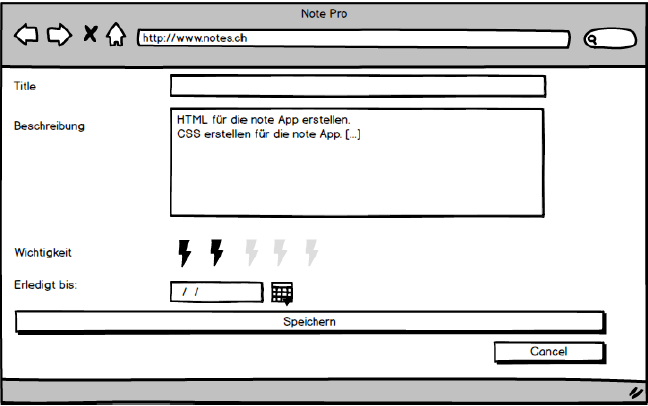 Note Pro
http://www.notes.ch
Title
Beschreibung
HTML für die note App erstellen.
CSS erstellen für die note App. [...]
Wichtigkeit
Erledigt bis:
/ /
Speichern
Cancel